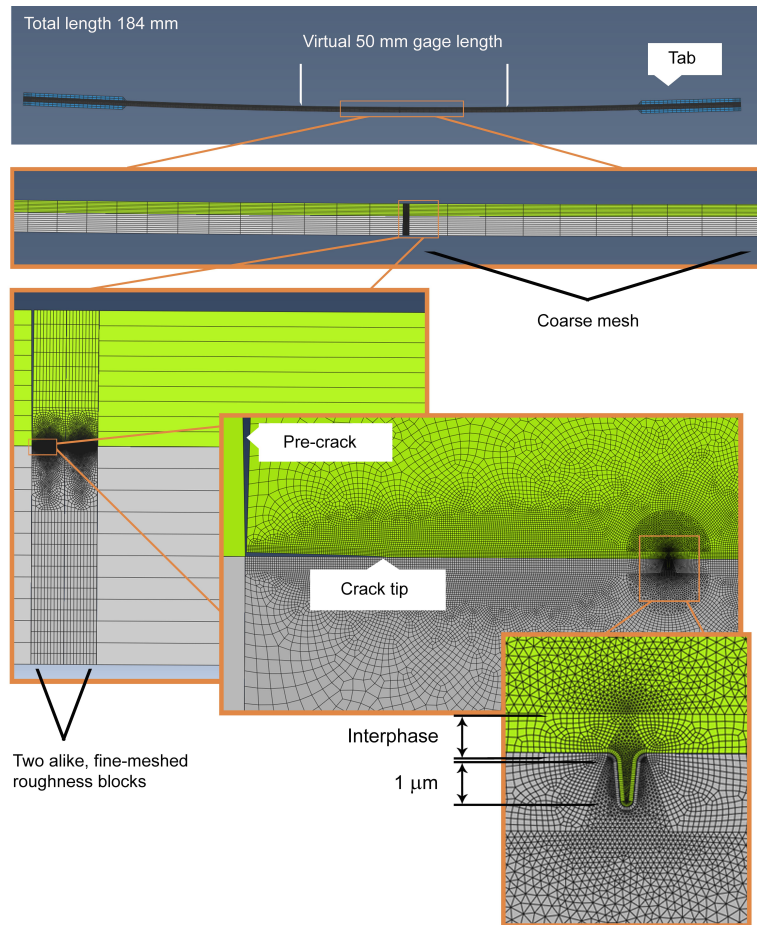 Total length 184 mm
Virtual 50 mm gage length
Tab
Coarse mesh
Pre-crack
Crack tip
Interphase
1 μm
Two alike, fine-meshed
roughness blocks